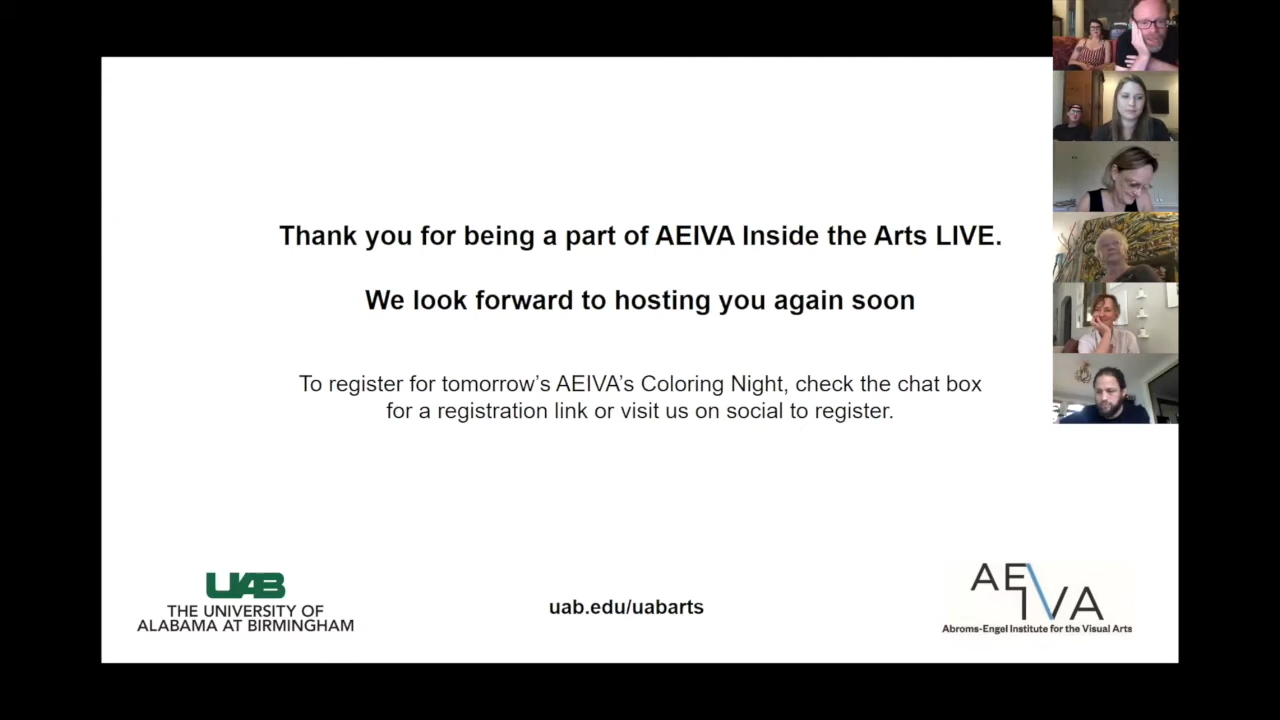 Thank you for being a part of AEIVA Inside the Arts LIVE.
We look forward to hosting you again soon
To register for tomorrow's AEIVA's Coloring Night, check the chat box
for a registration link or visit us on social to register.
UAB
THE UNIVERSITY OF
ALABAMA AT BIRMINGHAM
uab.edu/uabarts
AEIVA
Abroms-Engel Institute for the Visual Arts